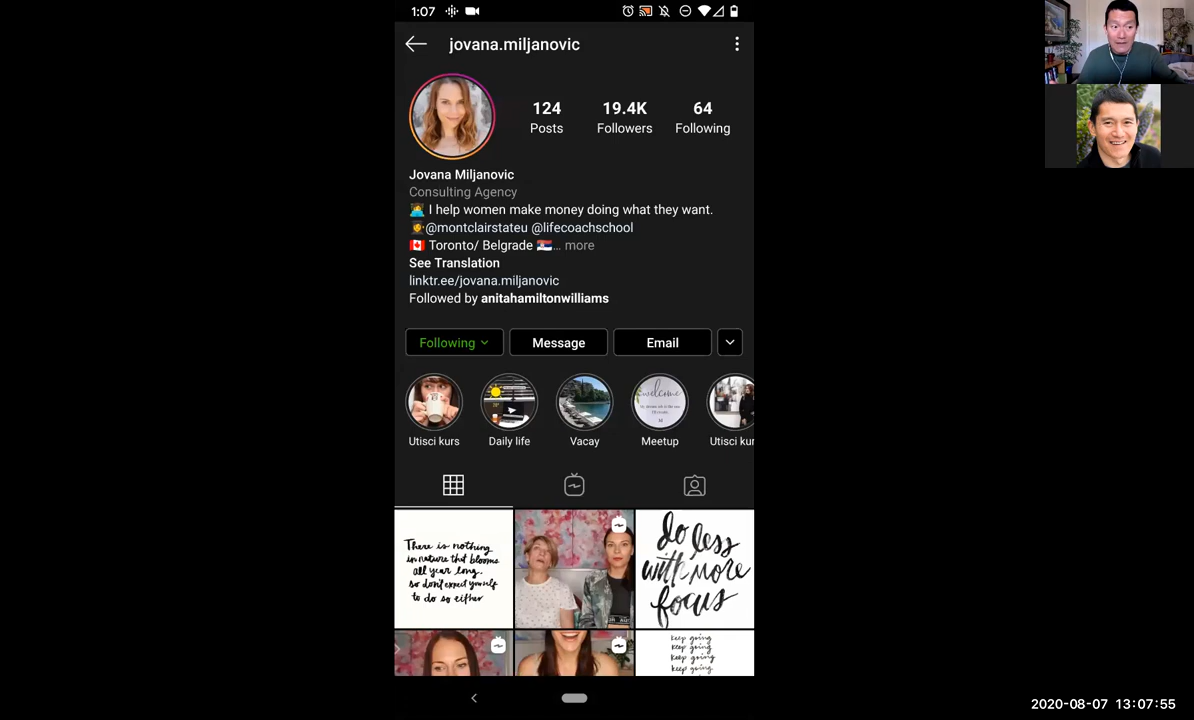 1:07
jovana.miljanovic
124
19.4K
64
Posts
Followers
Following
Jovana Miljanovic
Consulting Agency
I help women make money doing what they want.
@montclairstateu @lifecoachschool
Toronto/ Belgrade 🇷🇸... more
See Translation
linktr.ee/jovana.miljanovic
Followed by anitahamiltonwilliams
Following
Message
Email
Utisci kurs
Daily life
Vacay
Meetup
Utisci kur
welcome
There is nothing
in nature that blooms
all year long.
so don't expect yourself
to do so either
do less
with more
focus
keep going
keep going
keep going
keep going.
2020-08-07 13:07:55